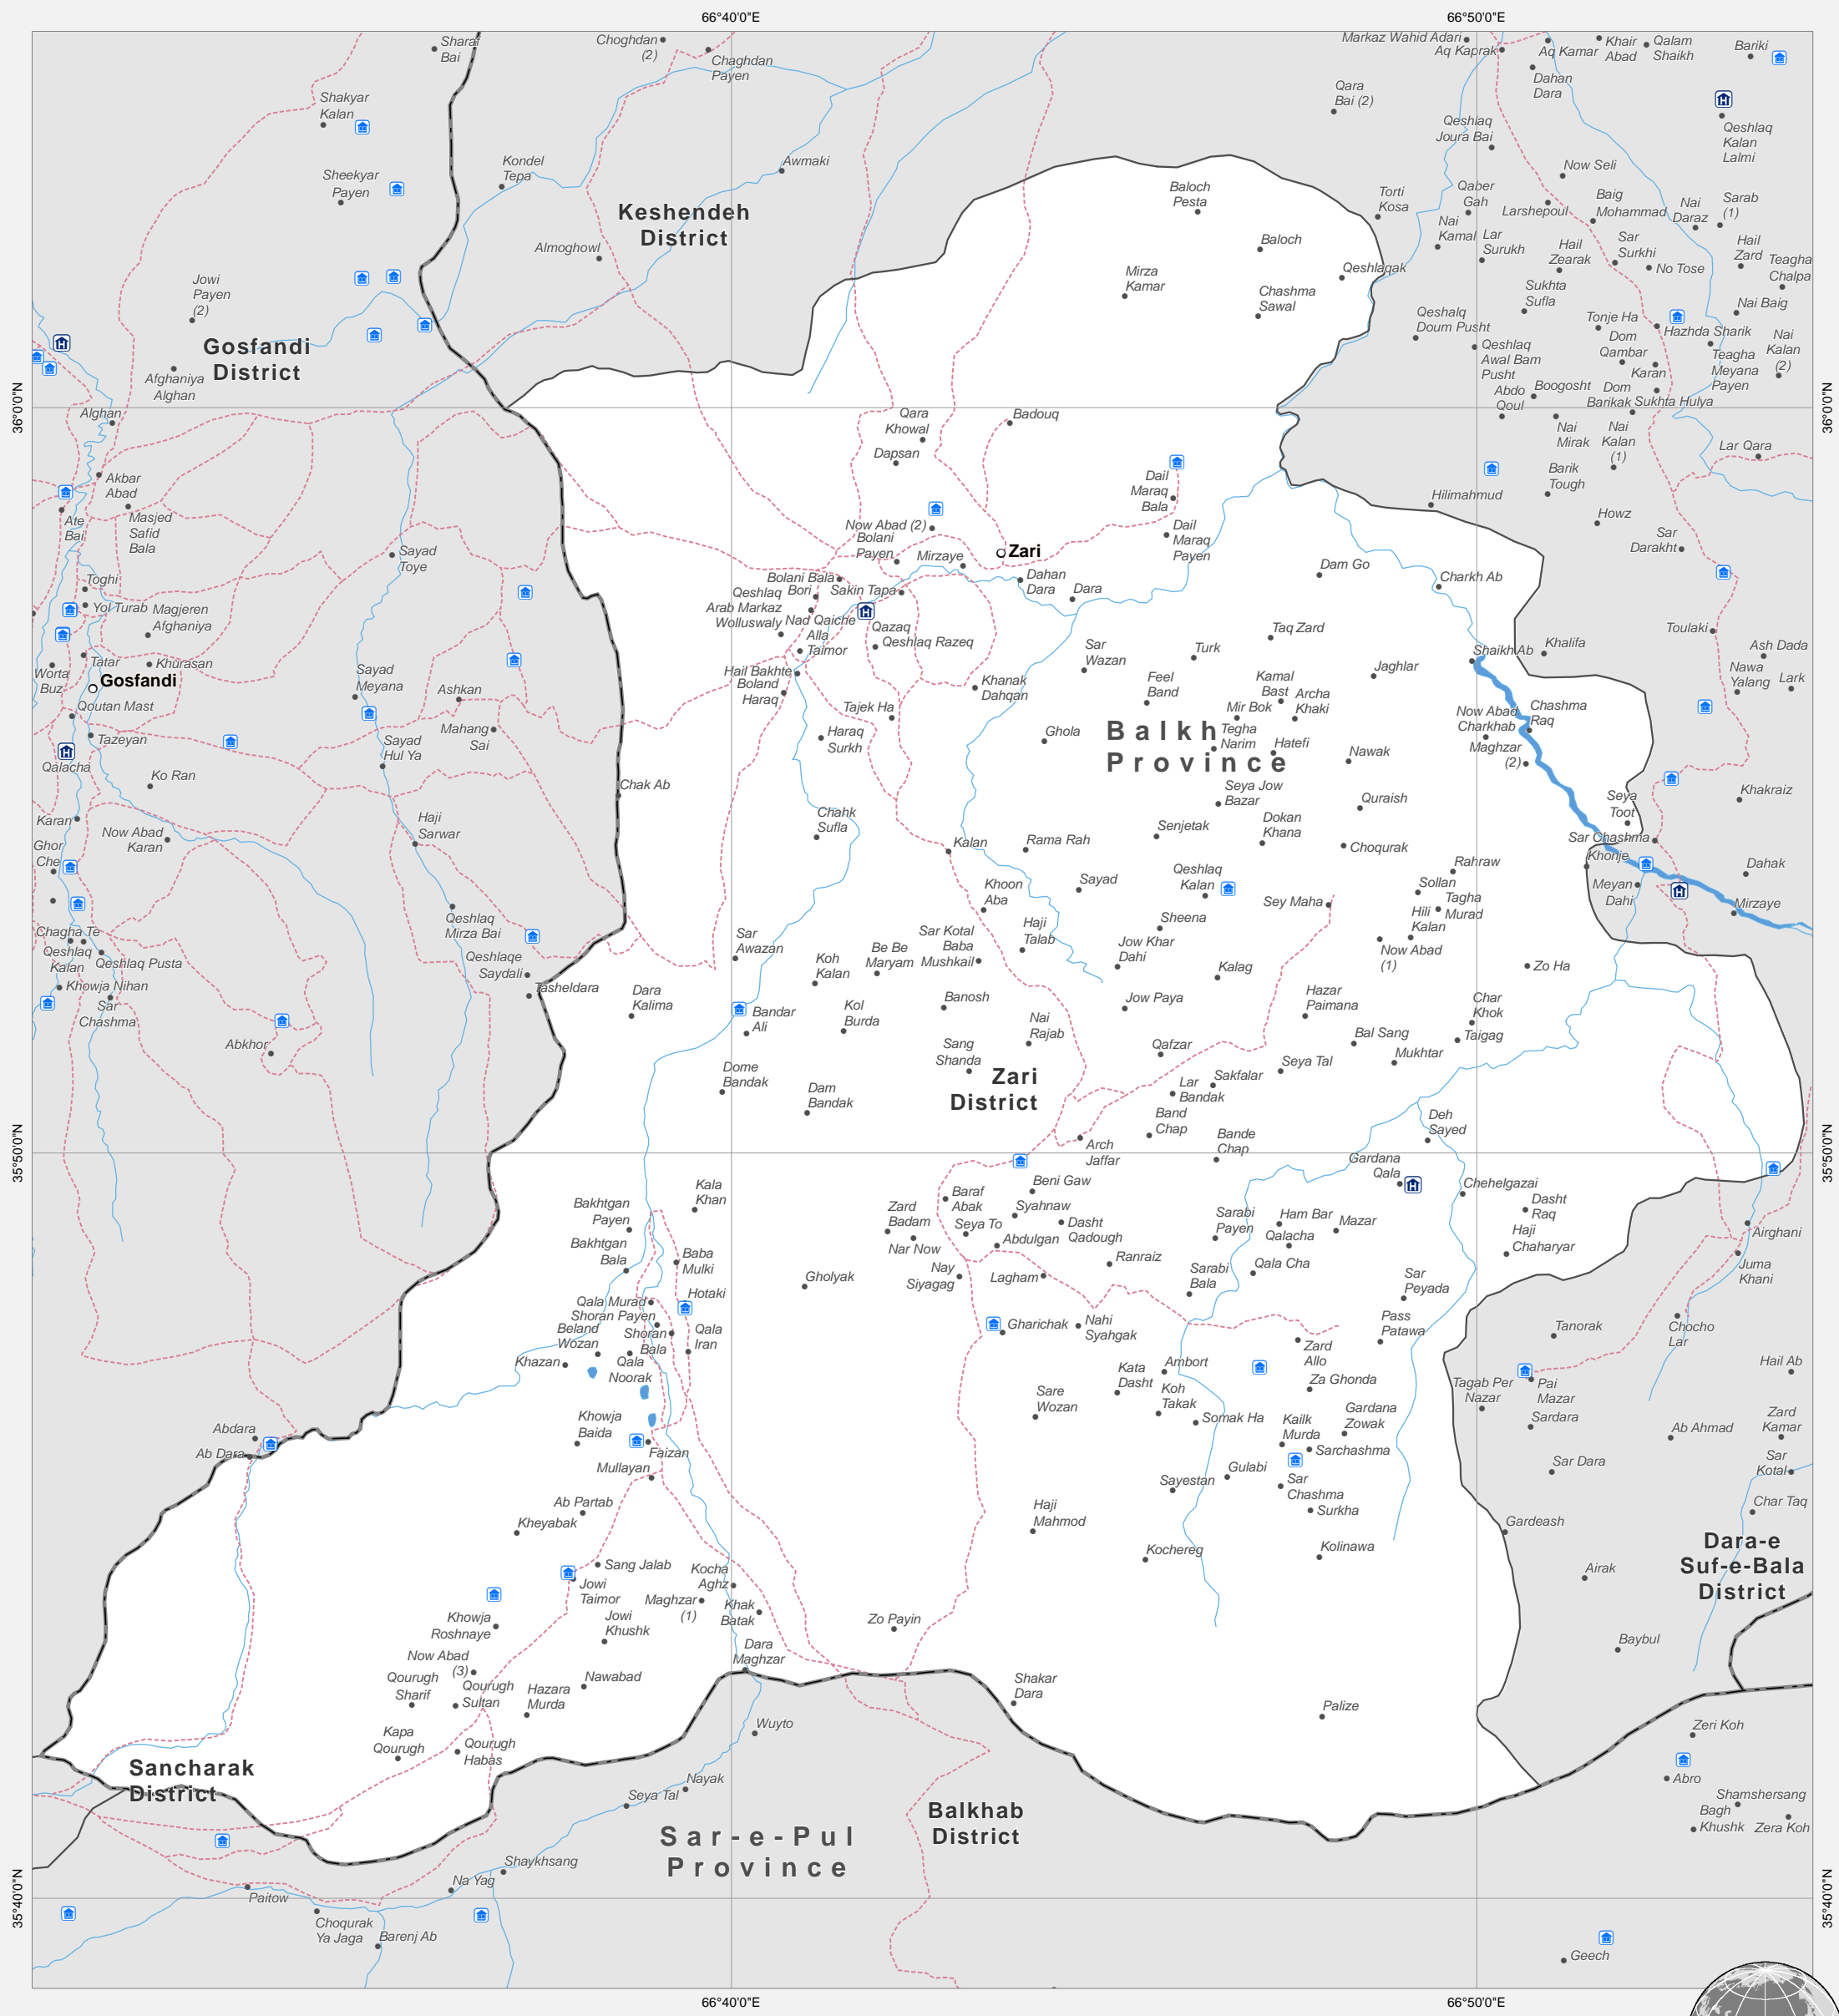 66°40'0"E
66°50'0"E
Sharaf
Bai
Choghdan
(2)
Chaghdan
Payen
Markaz Wahid Adari
Aq Kaprak
Aq Kamar
Khair
Abad
Qalam
Shaikh
Bariki
Dahan
Dara
Shakyar
Kalan
Qara
Bai (2)
Qeshlaq
Joura Bai
Qeshlaq
Kalan
Lalmi
Kondel
Tepa
Awmaki
Now Seli
Sheekyar
Payen
Baloch
Pesta
Torti
Kosa
Qaber
Gah
Larshepoul
Baig
Mohammad
Nai
Daraz
Sarab
(1)
Keshendeh
District
Almoghowl
Baloch
Nai
Kamal
Lar
Surukh
Hail
Zearak
Sar
Surkhi
No Tose
Hail
Zard
Teagha
Chalpa
Jowi
Payen
(2)
Mirza
Kamar
Qeshlaqak
Chashma
Sawal
Sukhta
Sufla
Nai Baig
Qeshalq
Doum Pusht
Tonje Ha
Hazhda Sharik
Gosfandi
District
Qeshlaq
Awal Bam
Pusht
Dom
Qambar
Karan
Teagha
Meyana
Payen
Nai
Kalan
(2)
Afghaniya
Alghan
Abdo
Qoul
Boogosht
Dom
Barikak
Sukhta Hulya
36°0'0"N
36°0'0"N
Alghan
Qara
Khowal
Badouq
Nai
Mirak
Nai
Kalan
(1)
Lar Qara
Dapsan
Akbar
Abad
Dail
Maraq
Bala
Barik
Tough
Hilimahmud
Howz
Ate
Bai
Masjed
Safid
Bala
Now Abad (2)
Bolani
Payen
Dail
Maraq
Payen
Sar
Darakht
Sayad
Toye
Mirzaye
Zari
Dam Go
Charkh Ab
Toghi
Bolani Bala
Qeshlaq
Bori
Sakin Tapa
Dahan
Dara
Dara
Yol Turab
Magjeren
Afghaniya
Arab Markaz
Wolluswaly
Nad Qaiche
Alla
Taimor
Qazaq
Qeshlaq Razeq
Taq Zard
Toulaki
Tatar
Khurasan
Sar
Wazan
Turk
Shaikh Ab
Khalifa
Ash Dada
Worta
Buz
Gosfandi
Sayad
Meyana
Ashkan
Hail Bakhte
Boland
Haraq
Khanak
Dahqan
Feel
Band
Kamal
Bast
Jaghlar
Nawa
Yalang
Lark
Qoutan Mast
Tajek Ha
Mir Bok
Archa
Khaki
Now Abad
Charkhab
Chashma
Raq
Tazeyan
Mahang
Sai
Sayad
Hul Ya
Haraq
Surkh
Ghola
Balkh
Province
Tegha
Narim
Hatefi
Nawak
Maghzar
(2)
Qalacha
Ko Ran
Chak Ab
Seya Jow
Bazar
Quraish
Seya
Toot
Khakraiz
Karan
Now Abad
Karan
Haji
Sarwar
Chahk
Sufla
Senjetak
Dokan
Khana
Sar Chashma
Ghor
Che
Kalan
Rama Rah
Choqurak
Rahraw
Khonje
Dahak
Khoon
Aba
Sayad
Qeshlaq
Kalan
Sollan
Meyan
Dahi
Sey Maha
Tagha
Murad
Mirzaye
Chagha Te
Qeshlaq
Mirza Bai
Sheena
Hili
Kalan
Sar
Awazan
Haji
Talab
Sar Kotal
Baba
Mushkail
Qeshlaq
Kalan
Qeshlaq Pusta
Qeshlaqe
Saydali
Be Be
Maryam
Jow Khar
Dahi
Now Abad
(1)
Koh
Kalan
Kalag
Zo Ha
Khowja Nihan
Tasheldara
Dara
Kalima
Sar
Chashma
Bandar
Ali
Kol
Burda
Banosh
Jow Paya
Hazar
Paimana
Char
Khok
Abkhor
Nai
Rajab
Qafzar
Bal Sang
Taigag
Sang
Shanda
Mukhtar
Dome
Bandak
Zari
District
Seya Tal
Sakfalar
Lar
Bandak
Dam
Bandak
Band
Chap
Deh
Sayed
35°50'0"N
35°50'0"N
Arch
Jaffar
Bande
Chap
Gardana
Qala
Kala
Khan
Beni Gaw
Baraf
Abak
Chehelgazai
Bakhtgan
Payen
Zard
Badam
Syahnaw
Dasht
Raq
Seya To
Dasht
Qadough
Sarabi
Payen
Ham Bar
Mazar
Airghani
Bakhtgan
Bala
Nar Now
Abdulgan
Qalacha
Haji
Chaharyar
Baba
Mulki
Gholyak
Nay
Siyagag
Lagham
Ranraiz
Sarabi
Bala
Qala Cha
Juma
Khani
Hotaki
Sar
Peyada
Qala Murad
Shoran Payen
Beland
Wozan
Shoran
Bala
Qala
Iran
Gharichak
Nahi
Syahgak
Pass
Patawa
Chocho
Lar
Tanorak
Khazan
Qala
Noorak
Kata
Dasht
Ambort
Zard
Allo
Hail Ab
Za Ghonda
Tagab Per
Nazar
Pai
Mazar
Sare
Wozan
Koh
Takak
Khowja
Baida
Somak Ha
Kailk
Murda
Gardana
Zowak
Sardara
Ab Ahmad
Zard
Kamar
Abdara
Ab Dara
Faizan
Sarchashma
Sar
Kotal
Mullayan
Gulabi
Sar Dara
Sayestan
Sar
Chashma
Ab Partab
Surkha
Char Taq
Kheyabak
Haji
Mahmod
Gardeash
Kochereg
Kolinawa
Dara-e
Suf-e-Bala
District
Sang Jalab
Kocha
Aghz
Airak
Jowi
Taimor
Maghzar
(1)
Khak
Batak
Khowja
Roshnaye
Jowi
Khushk
Zo Payin
Baybul
Now Abad
(3)
Dara
Maghzar
Qourugh
Sharif
Qourugh
Sultan
Nawabad
Hazara
Murda
Shakar
Dara
Palize
Kapa
Qourugh
Qourugh
Habas
Wuyto
Zeri Koh
Sancharak
District
Nayak
Seya Tal
Abro
Balkhab
District
Shamshersang
Bagh
Khushk
Zera Koh
Sar-e-Pul
Province
Shaykhsang
Na Yag
35°40'0"N
35°40'0"N
Paitow
Choqurak
Ya Jaga
Barenj Ab
Geech
66°40'0"E
66°50'0"E